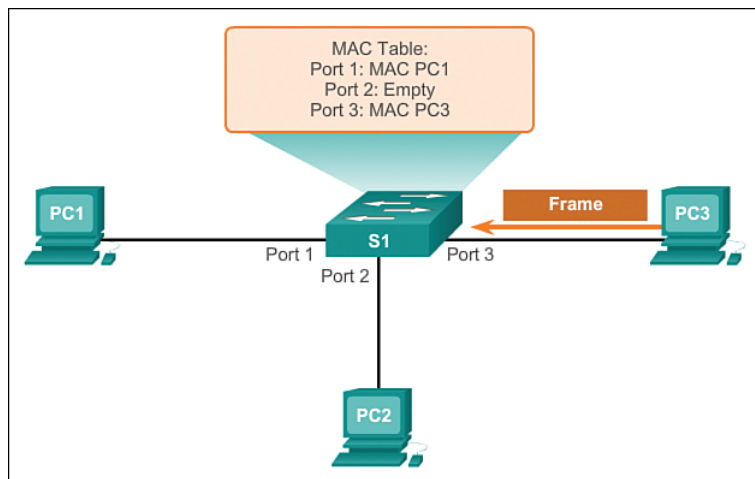 MAC Table:
Port 1: MAC PC1
Port 2: Empty
Port 3: MAC PC3
PC1
Frame
PC3
S1
Port 1
Port 3
Port 2
PC2